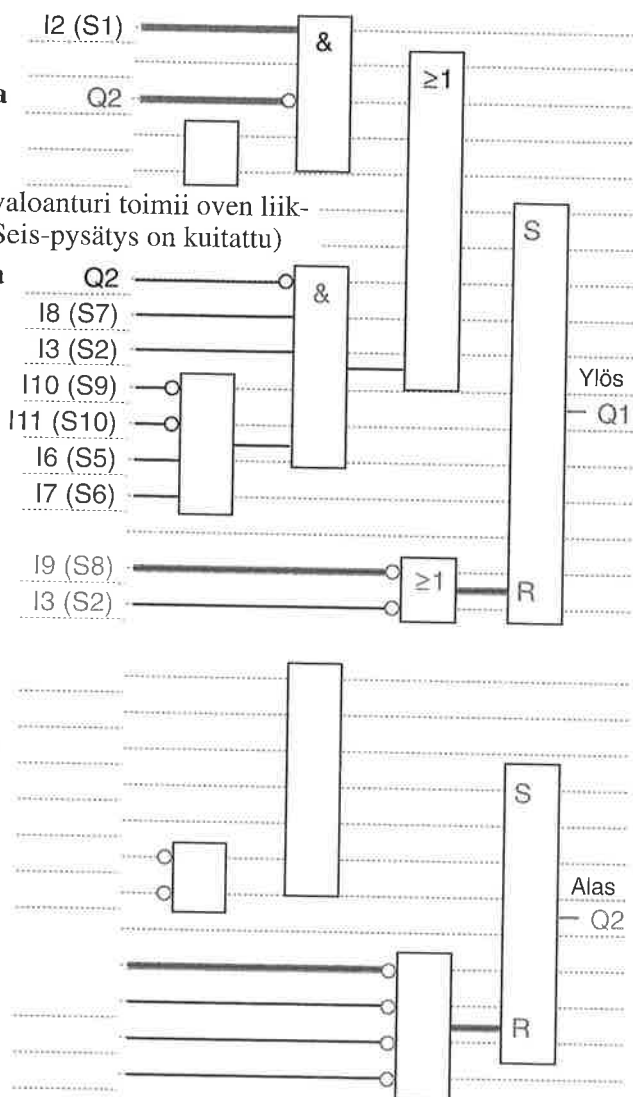 I2 (S1)
&
≥1
a Q2
valoanturi toimii oven liik-
Seis-pysätys on kuitattu)
S
Q2
&
I8 (S7)
I3 (S2)
I10 (S9)
Ylös
I11 (S10)
Q1
I6 (S5)
I7 (S6)
I9 (S8)
≥1
R
I3 (S2)
S
Alas
Q2
R